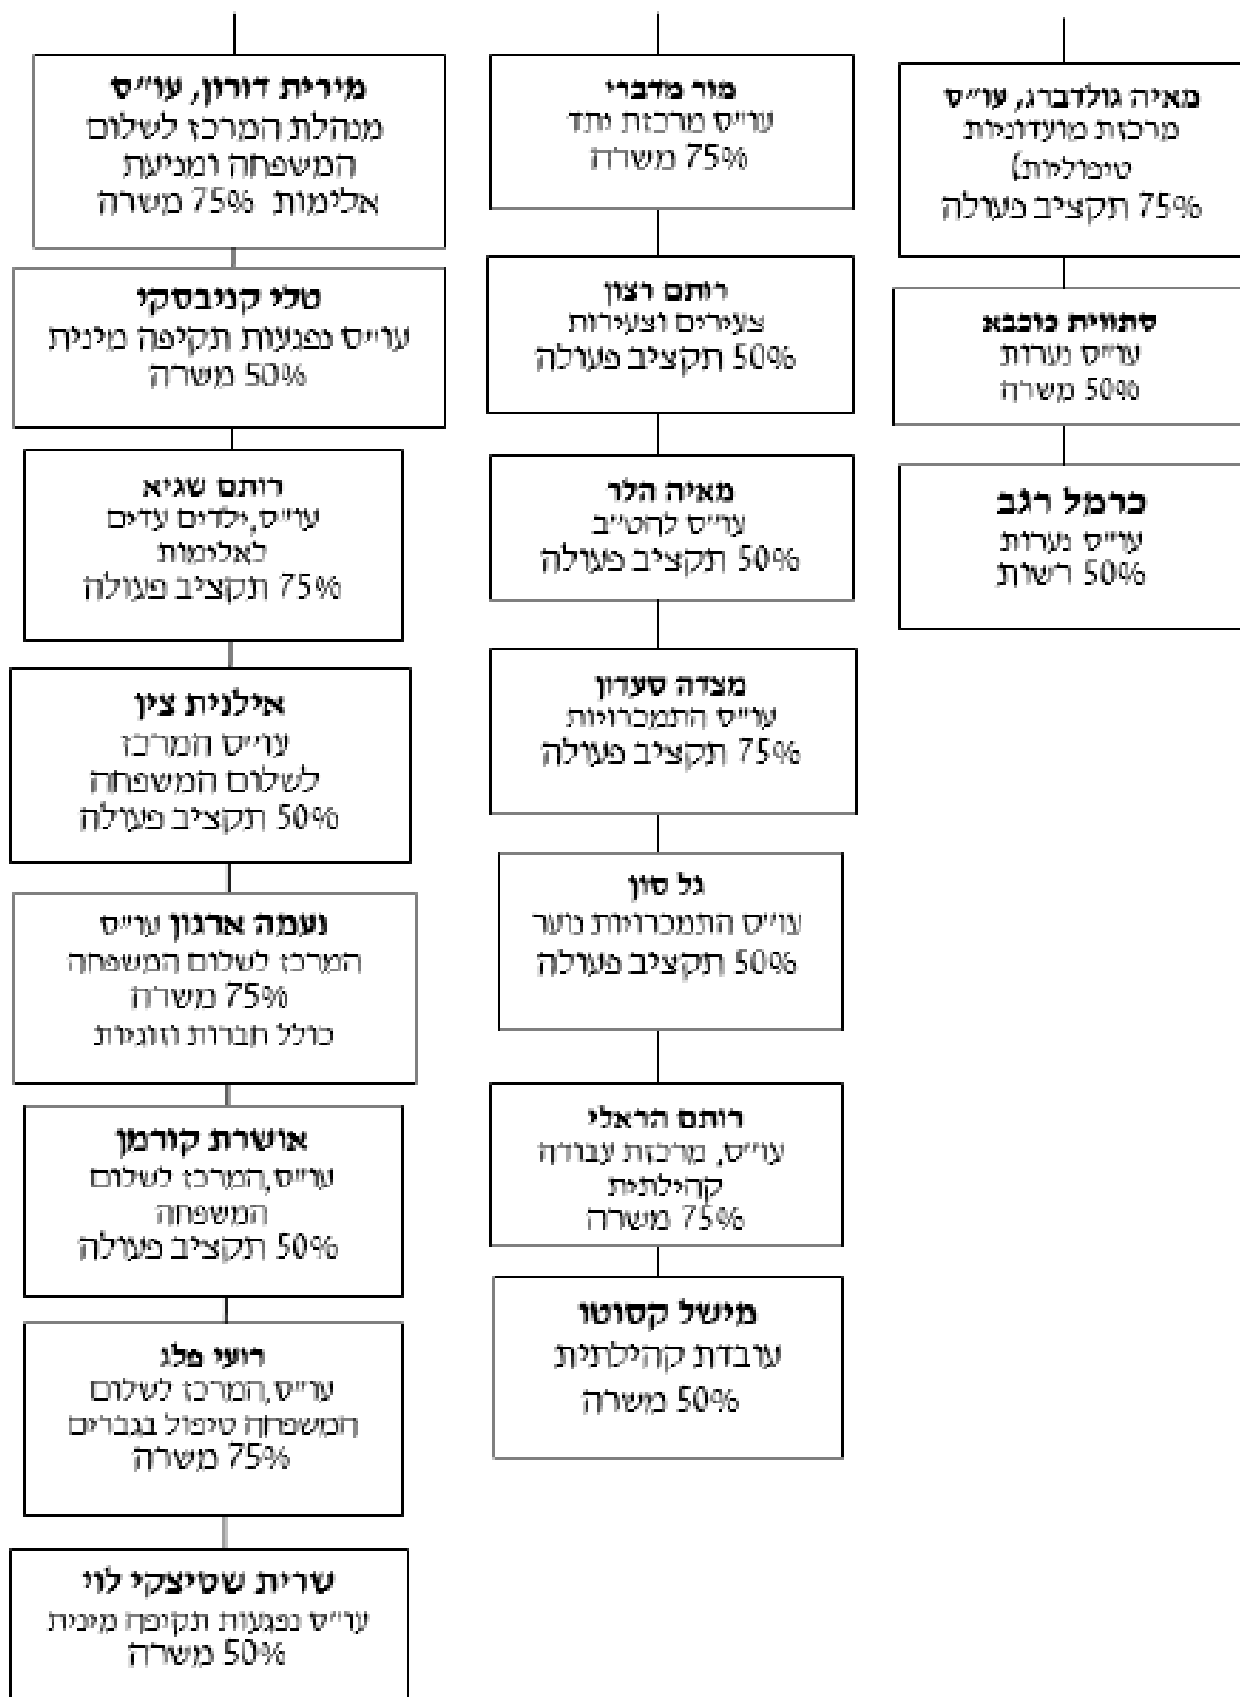 מאיה גולדברג, עו"ס
מרכזת מועדוניות
טיפוליות)
75% תקציב פעולה
סתווית כוכבא
עו"ס נערות
50% משרה
כרמל רגב
עו"ס נערות
50% רשות
מור מדברי
עו"ס מרכזת יתד
75% משרה
רותם רצון
צעירים וצעירות
50% תקציב פעולה
מאיה הלר
עו"ס לחט"ב
50% תקציב פעולה
מצדה סעדון
עו"ס התמכרויות
75% תקציב פעולה
גל סון
עו"ס התמכרויות נוער
50% תקציב פעולה
רותם הראלי
עו"ס, מרכזת עבודה
קהילתית
75% משרה
מישל קסוטו
עובדת קהילתית
50% משרה
מירית דורון, עו"ס
מנהלת המרכז לשלום
המשפחה ומניעת
אלימות 75% משרה
טלי קניבסקי
עו"ס נפגעות תקיפה מינית
50% משרה
רותם שגיא
עו"ס,ילדים עדים
לאלימות
75% תקציב פעולה
אילנית צין
עו"ס המרכז
לשלום המשפחה
50% תקציב פעולה
נעמה ארגון עו"ס
המרכז לשלום המשפחה
75% משרה
כולל חברות וזוגיות
אושרת קורמן
עו"ס,המרכז לשלום
המשפחה
50% תקציב פעולה
רועי פלג
עו"ס,המרכז לשלום
המשפחה טיפול בגברים
75% משרה
שרית שטיצקי לוי
עו"ס נפגעות תקיפה מינית
50% משרה